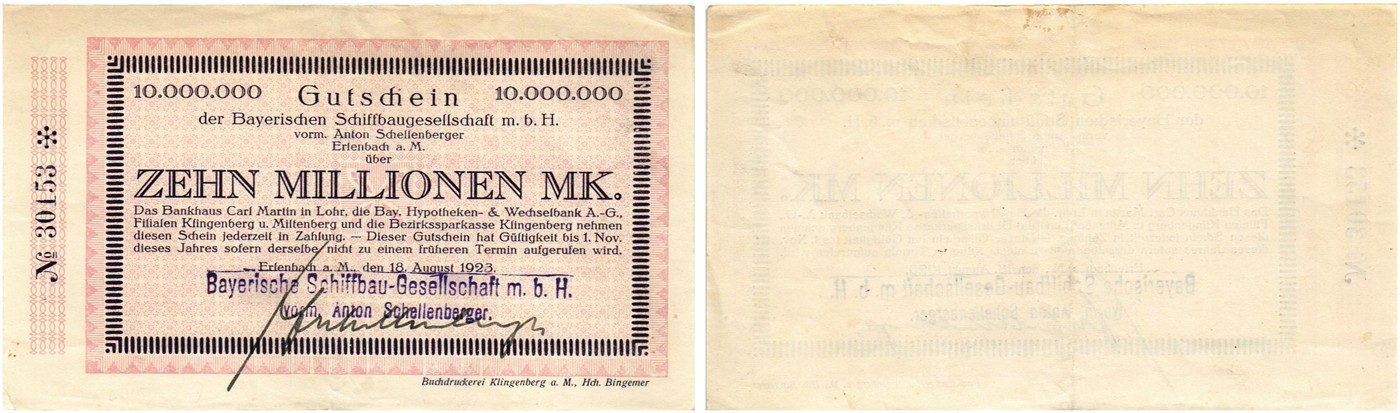 № 30153 *
10.000.000 Gutschein 10.000.000
der Bayerischen Schiffbaugesellschaft m. b. H.
vorm. Anton Schellenberger
Erlenbach a. M.
über
ZEHN MILLIONEN MK.
Das Bankhaus Carl Martin in Lohr, die Bay. Hypotheken- & Wechselbank A.-G.,
Filialen Klingenberg u. Miltenberg und die Bezirkssparkasse Klingenberg nehmen
diesen Schein jederzeit in Zahlung. — Dieser Gutschein hat Gültigkeit bis 1. Nov.
dieses Jahres sofern derselbe nicht zu einem früheren Termin aufgerufen wird.
Erlenbach a. M., den 18. August 1923.
Bayerische Schiffbau-Gesellschaft m. b. H.
vorm. Anton Schellenberger.
Buchdruckerei Klingenberg a. M., Hch. Bingemer